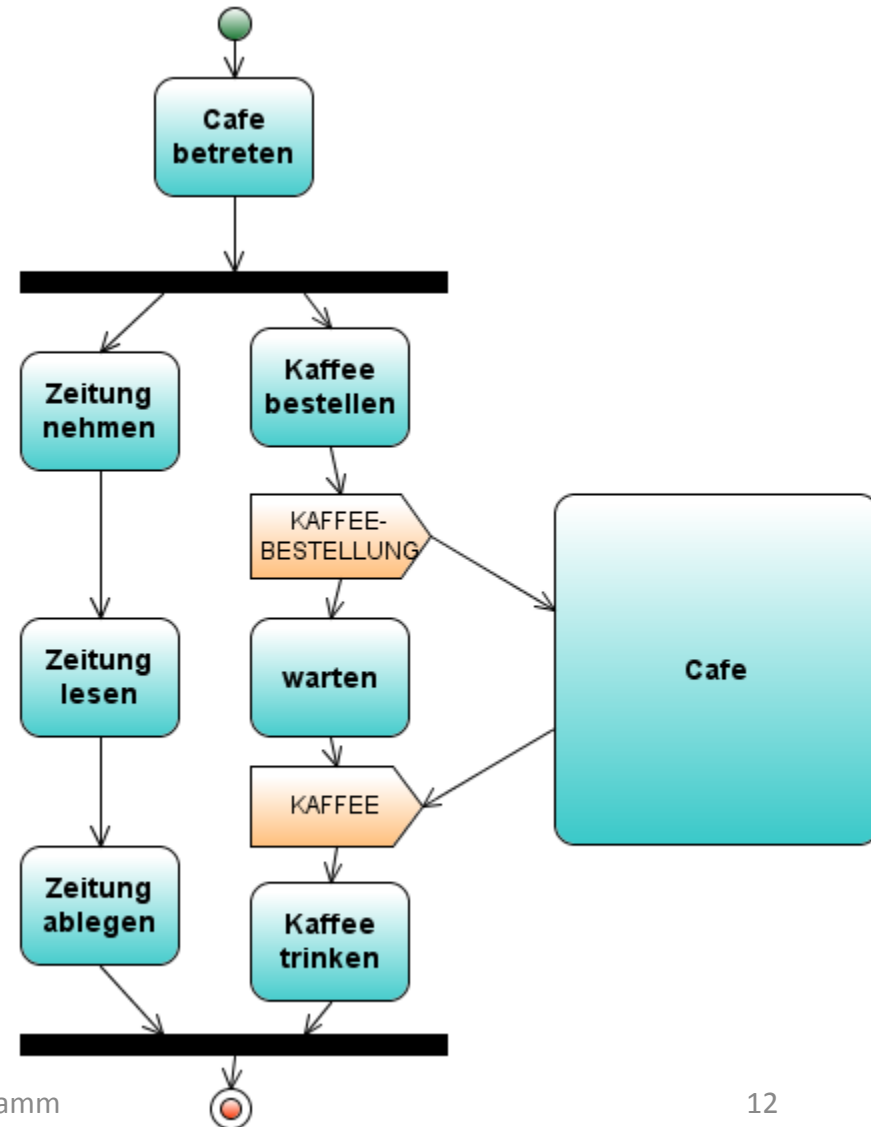 Cafe
betreten
Zeitung
nehmen
Kaffee
bestellen
KAFFEE-
BESTELLUNG
Zeitung
lesen
warten
Cafe
KAFFEE
Zeitung
ablegen
Kaffee
trinken
amm
12